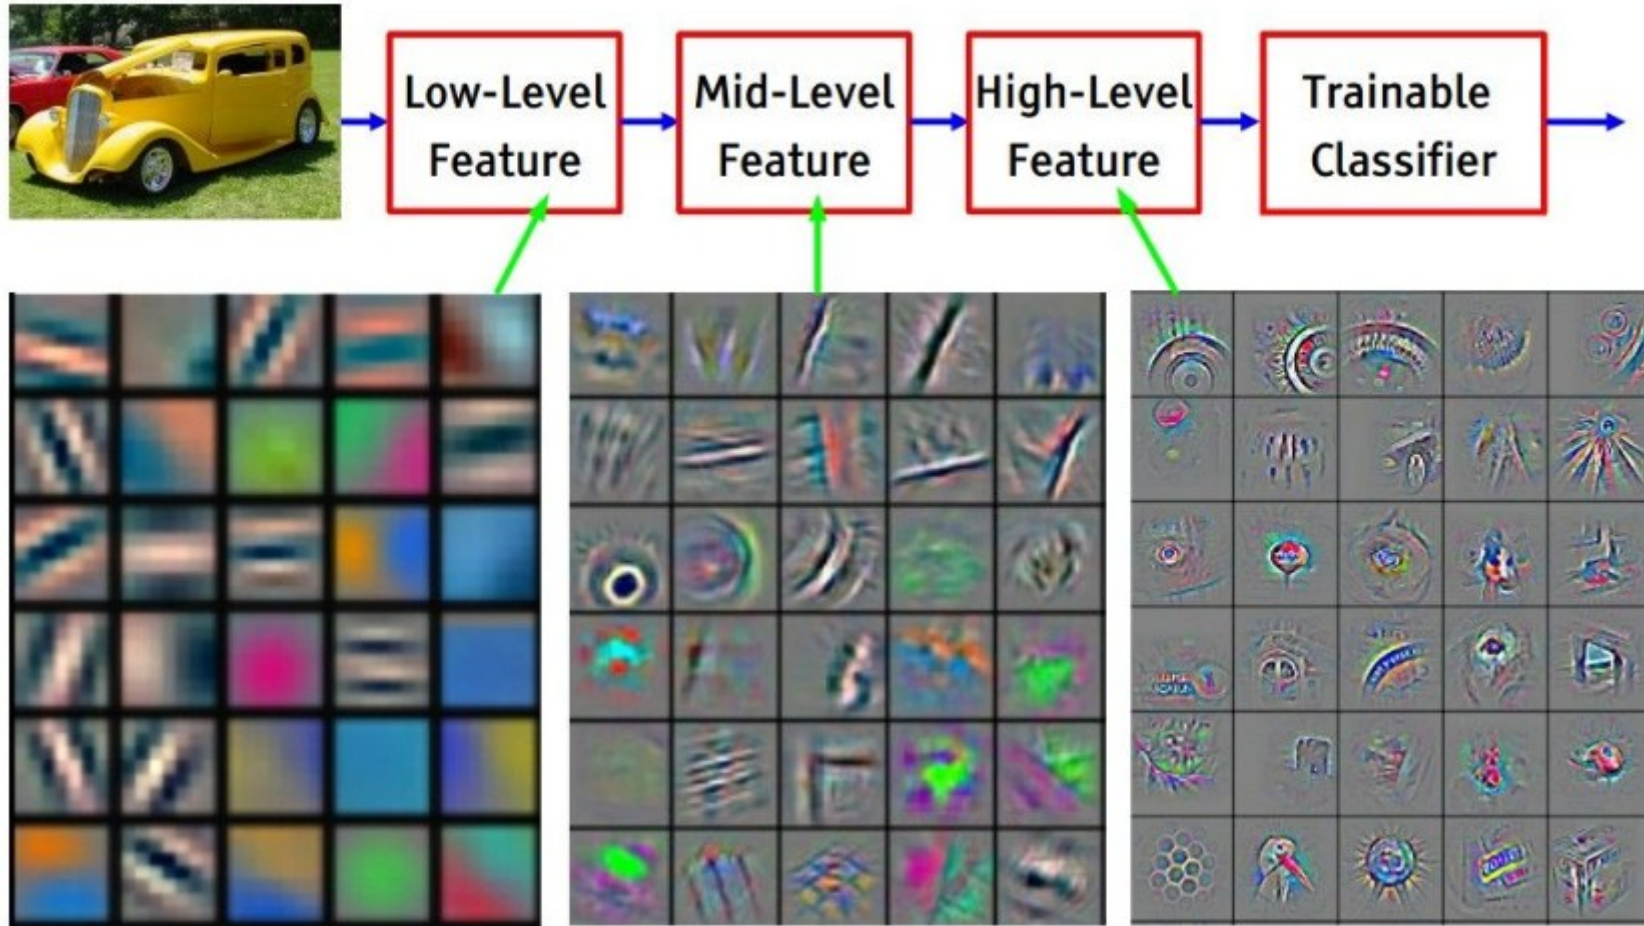 Low-Level
Feature
Mid-Level
Feature
High-Level
Feature
Trainable
Classifier